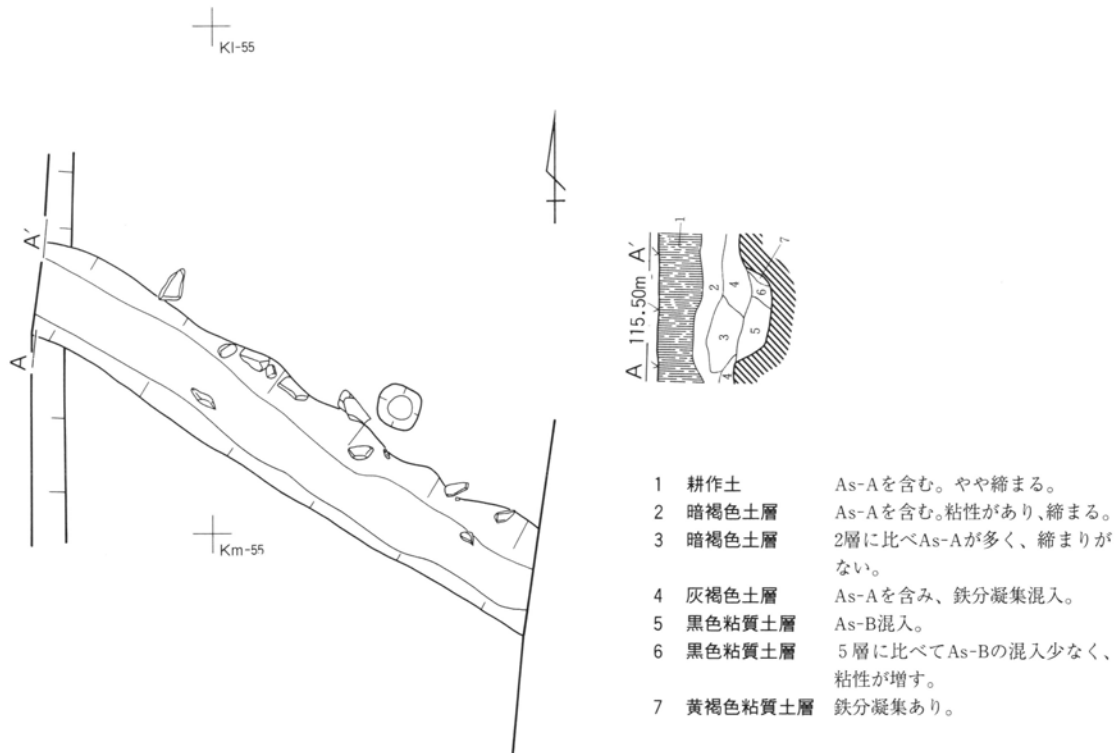 Kl-55
A′
A
Km-55
1
7
A 115.50m A′
2
4
6
3
5
4
1 耕作土 As-Aを含む。やや締まる。
2 暗褐色土層 As-Aを含む。粘性があり、締まる。
3 暗褐色土層 2層に比べAs-Aが多く、締まりが
ない。
4 灰褐色土層 As-Aを含み、鉄分凝集混入。
5 黒色粘質土層 As-B混入。
6 黒色粘質土層 5層に比べてAs-Bの混入少なく、
粘性が増す。
7 黄褐色粘質土層 鉄分凝集あり。